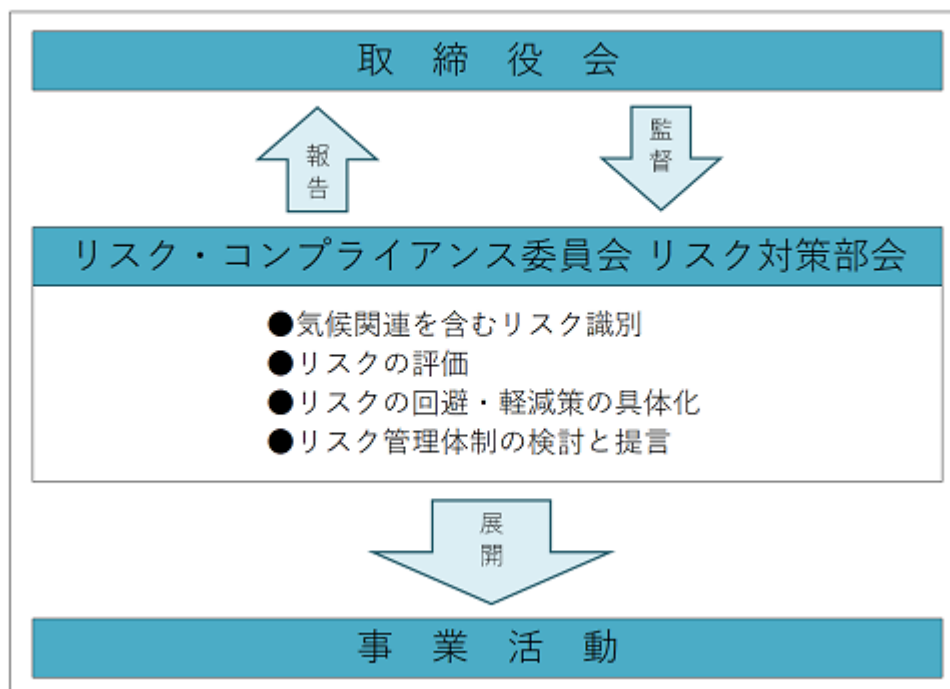 取締役会
報告
監督
リスク・コンプライアンス委員会 リスク対策部会
●気候関連を含むリスク識別
●リスクの評価
●リスクの回避・軽減策の具体化
●リスク管理体制の検討と提言
展開
事業活動